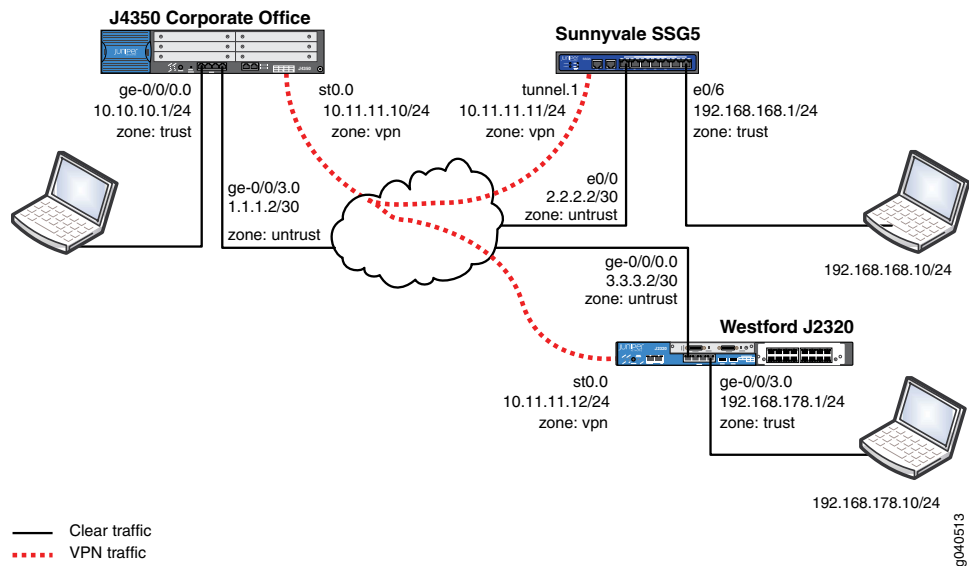 J4350 Corporate Office
Sunnyvale SSG5
JUNIPER
J4350
ge-0/0/0.0
10.10.10.1/24
zone: trust
st0.0
10.11.11.10/24
zone: vpn
tunnel.1
10.11.11.11/24
zone: vpn
e0/6
192.168.168.1/24
zone: trust
ge-0/0/3.0
1.1.1.2/30
zone: untrust
e0/0
2.2.2.2/30
zone: untrust
192.168.168.10/24
ge-0/0/0.0
3.3.3.2/30
zone: untrust
Westford J2320
JUNIPER
st0.0
10.11.11.12/24
zone: vpn
ge-0/0/3.0
192.168.178.1/24
zone: trust
192.168.178.10/24
Clear traffic
VPN traffic
g040513